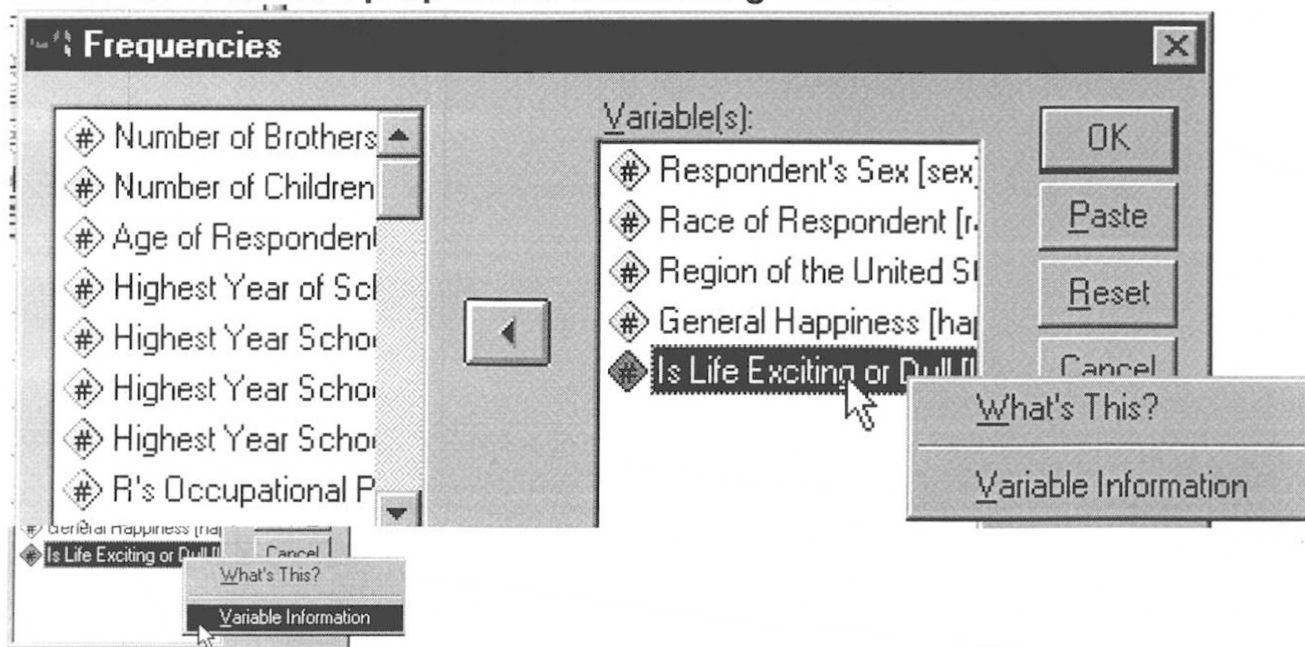 Frequencies
Number of Brothers
Number of Children
Age of Respondent
Highest Year of Scl
Highest Year Schoo
Highest Year Schoo
Highest Year Schoo
R's Occupational P
Variable(s):
Respondent's Sex [sex]
Race of Respondent [r
Region of the United St
General Happiness [hap
Is Life Exciting or Dull [l
OK
Paste
Reset
Cancel
What's This?
Variable Information
General Happiness [hap
Is Life Exciting or Dull [l
Cancel
What's This?
Variable Information